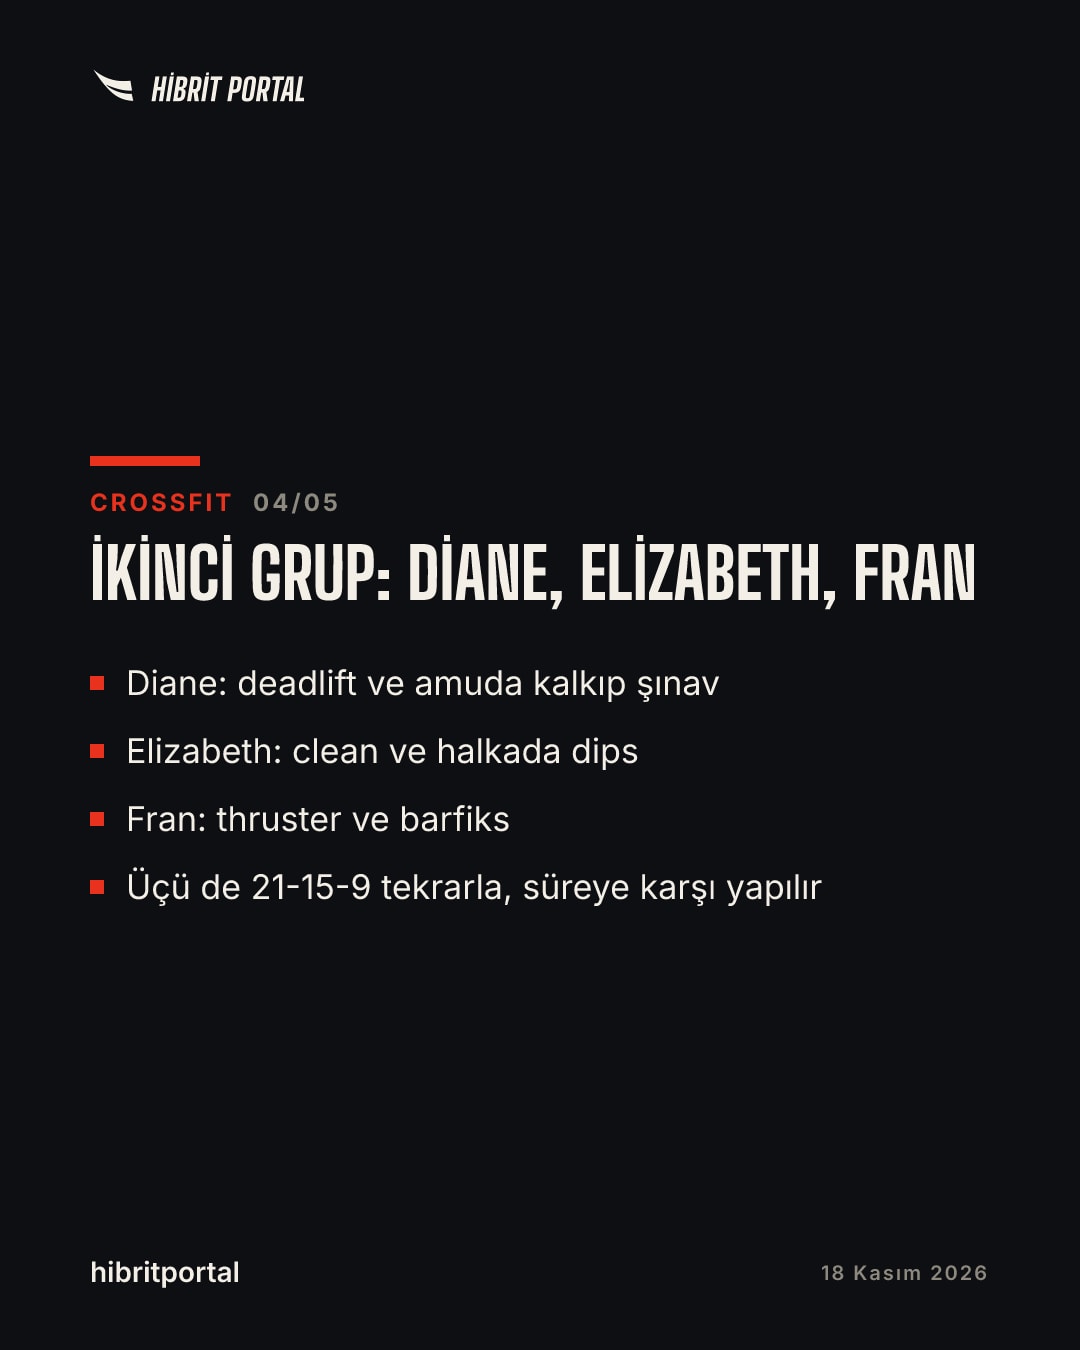 HİBRİT PORTAL
CROSSFIT 04/05
İKİNCİ GRUP: DİANE, ELİZABETH, FRAN
Diane: deadlift ve amuda kalkıp şınav
Elizabeth: clean ve halkada dips
Fran: thruster ve barfiks
Üçü de 21-15-9 tekrarla, süreye karşı yapılır
hibritportal
18 Kasım 2026